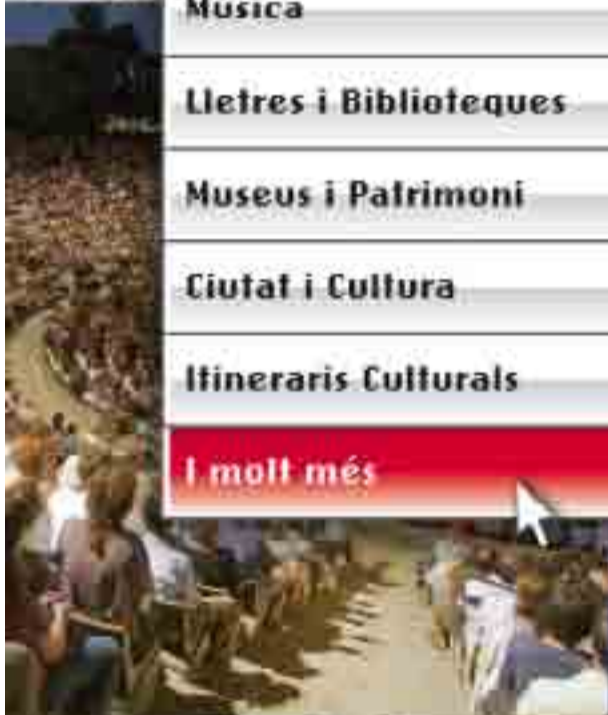 Música
Lletres i Biblioteques
Museus i Patrimoni
Ciutat i Cultura
Itineraris Culturals
I molt més